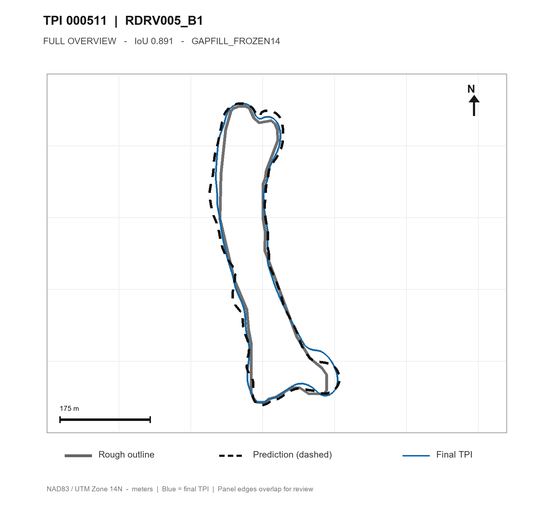 TPI 000511 | RDRV005_B1
FULL OVERVIEW - IoU 0.891 - GAPFILL_FROZEN14
N
175 m
Rough outline
Prediction (dashed)
Final TPI
NAD83 / UTM Zone 14N - meters | Blue = final TPI | Panel edges overlap for review